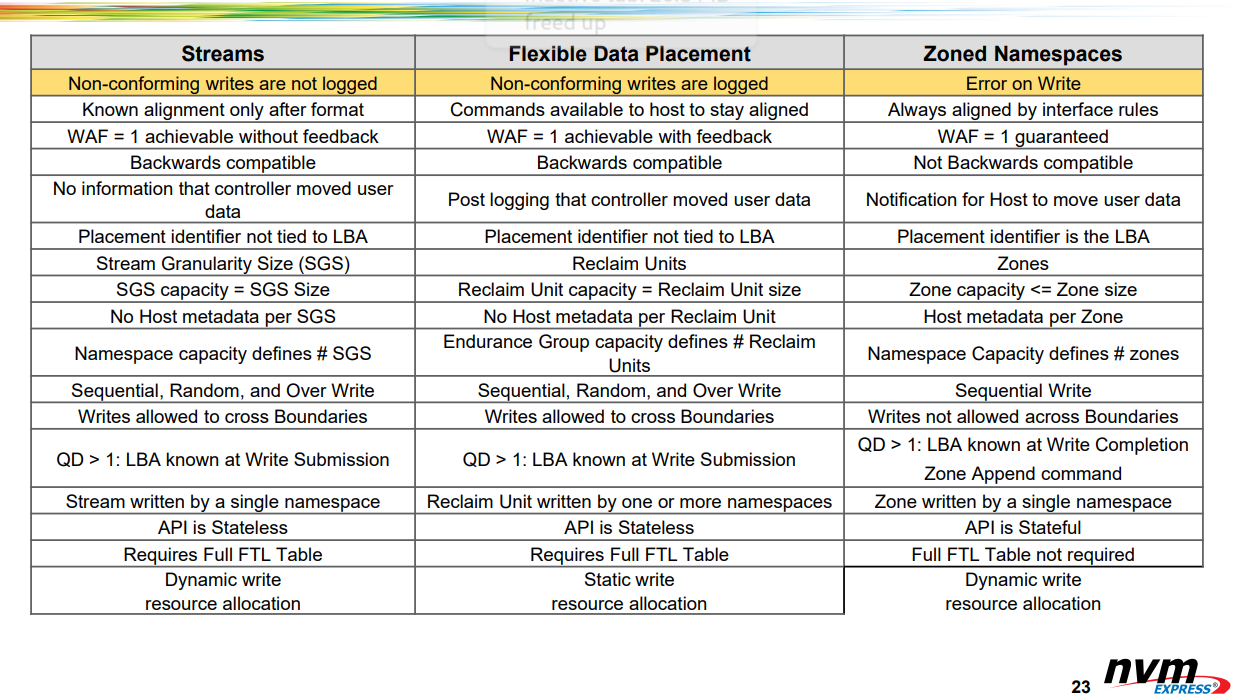 freed up
Streams
Flexible Data Placement
Zoned Namespaces
Non-conforming writes are not logged
Non-conforming writes are logged
Error on Write
Known alignment only after format
Commands available to host to stay aligned
Always aligned by interface rules
WAF = 1 achievable without feedback
WAF = 1 achievable with feedback
WAF = 1 guaranteed
Backwards compatible
Backwards compatible
Not Backwards compatible
No information that controller moved user
data
Post logging that controller moved user data
Notification for Host to move user data
Placement identifier not tied to LBA
Placement identifier not tied to LBA
Placement identifier is the LBA
Stream Granularity Size (SGS)
Reclaim Units
Zones
SGS capacity = SGS Size
Reclaim Unit capacity = Reclaim Unit size
Zone capacity <= Zone size
No Host metadata per SGS
No Host metadata per Reclaim Unit
Host metadata per Zone
Namespace capacity defines # SGS
Endurance Group capacity defines # Reclaim
Units
Namespace Capacity defines # zones
Sequential, Random, and Over Write
Sequential, Random, and Over Write
Sequential Write
Writes allowed to cross Boundaries
Writes allowed to cross Boundaries
Writes not allowed across Boundaries
QD > 1: LBA known at Write Submission
QD > 1: LBA known at Write Submission
QD > 1: LBA known at Write Completion
Zone Append command
Stream written by a single namespace
Reclaim Unit written by one or more namespaces
Zone written by a single namespace
API is Stateless
API is Stateless
API is Stateful
Requires Full FTL Table
Requires Full FTL Table
Full FTL Table not required
Dynamic write
resource allocation
Static write
resource allocation
Dynamic write
resource allocation
23
nvm
EXPRESS®